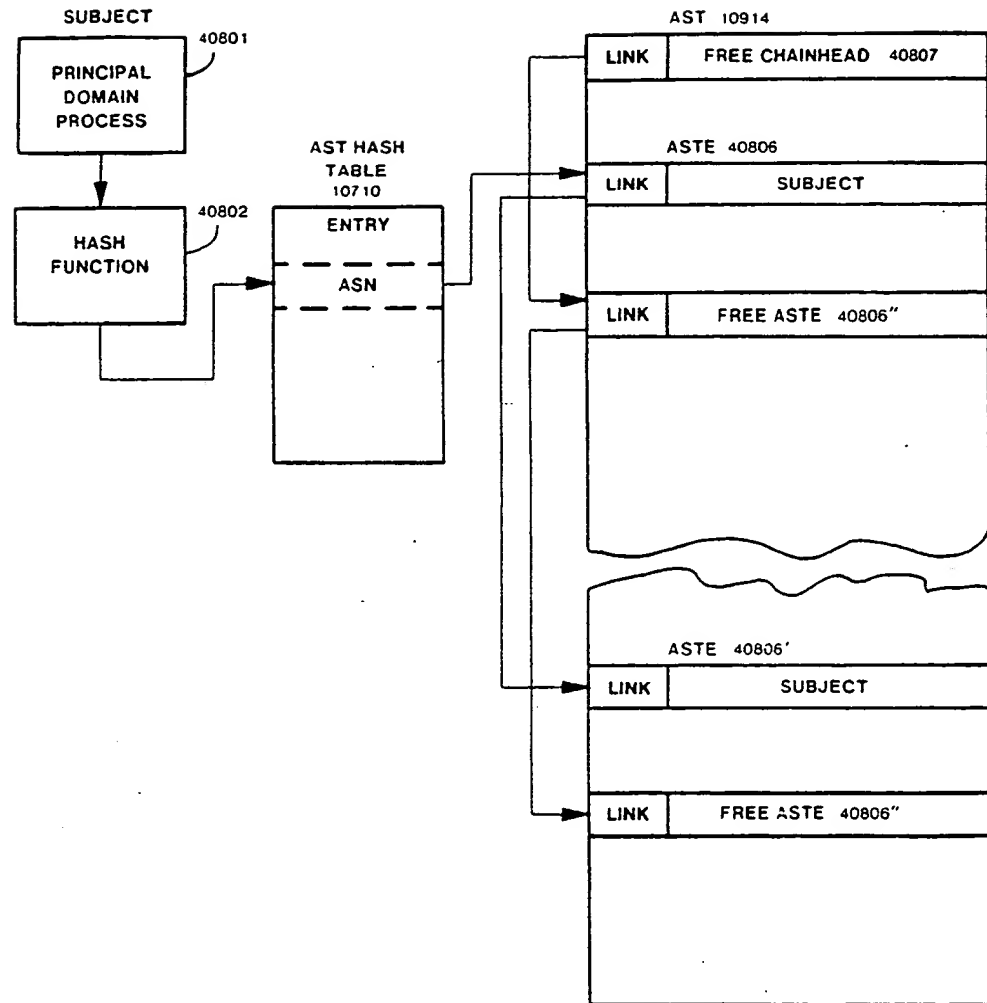 SUBJECT
40801
PRINCIPAL
DOMAIN
PROCESS
40802
HASH
FUNCTION
AST HASH
TABLE
10710
ENTRY
ASN
AST 10914
LINK FREE CHAINHEAD 40807
ASTE 40806
LINK SUBJECT
LINK FREE ASTE 40806"
ASTE 40806'
LINK SUBJECT
LINK FREE ASTE 40806"